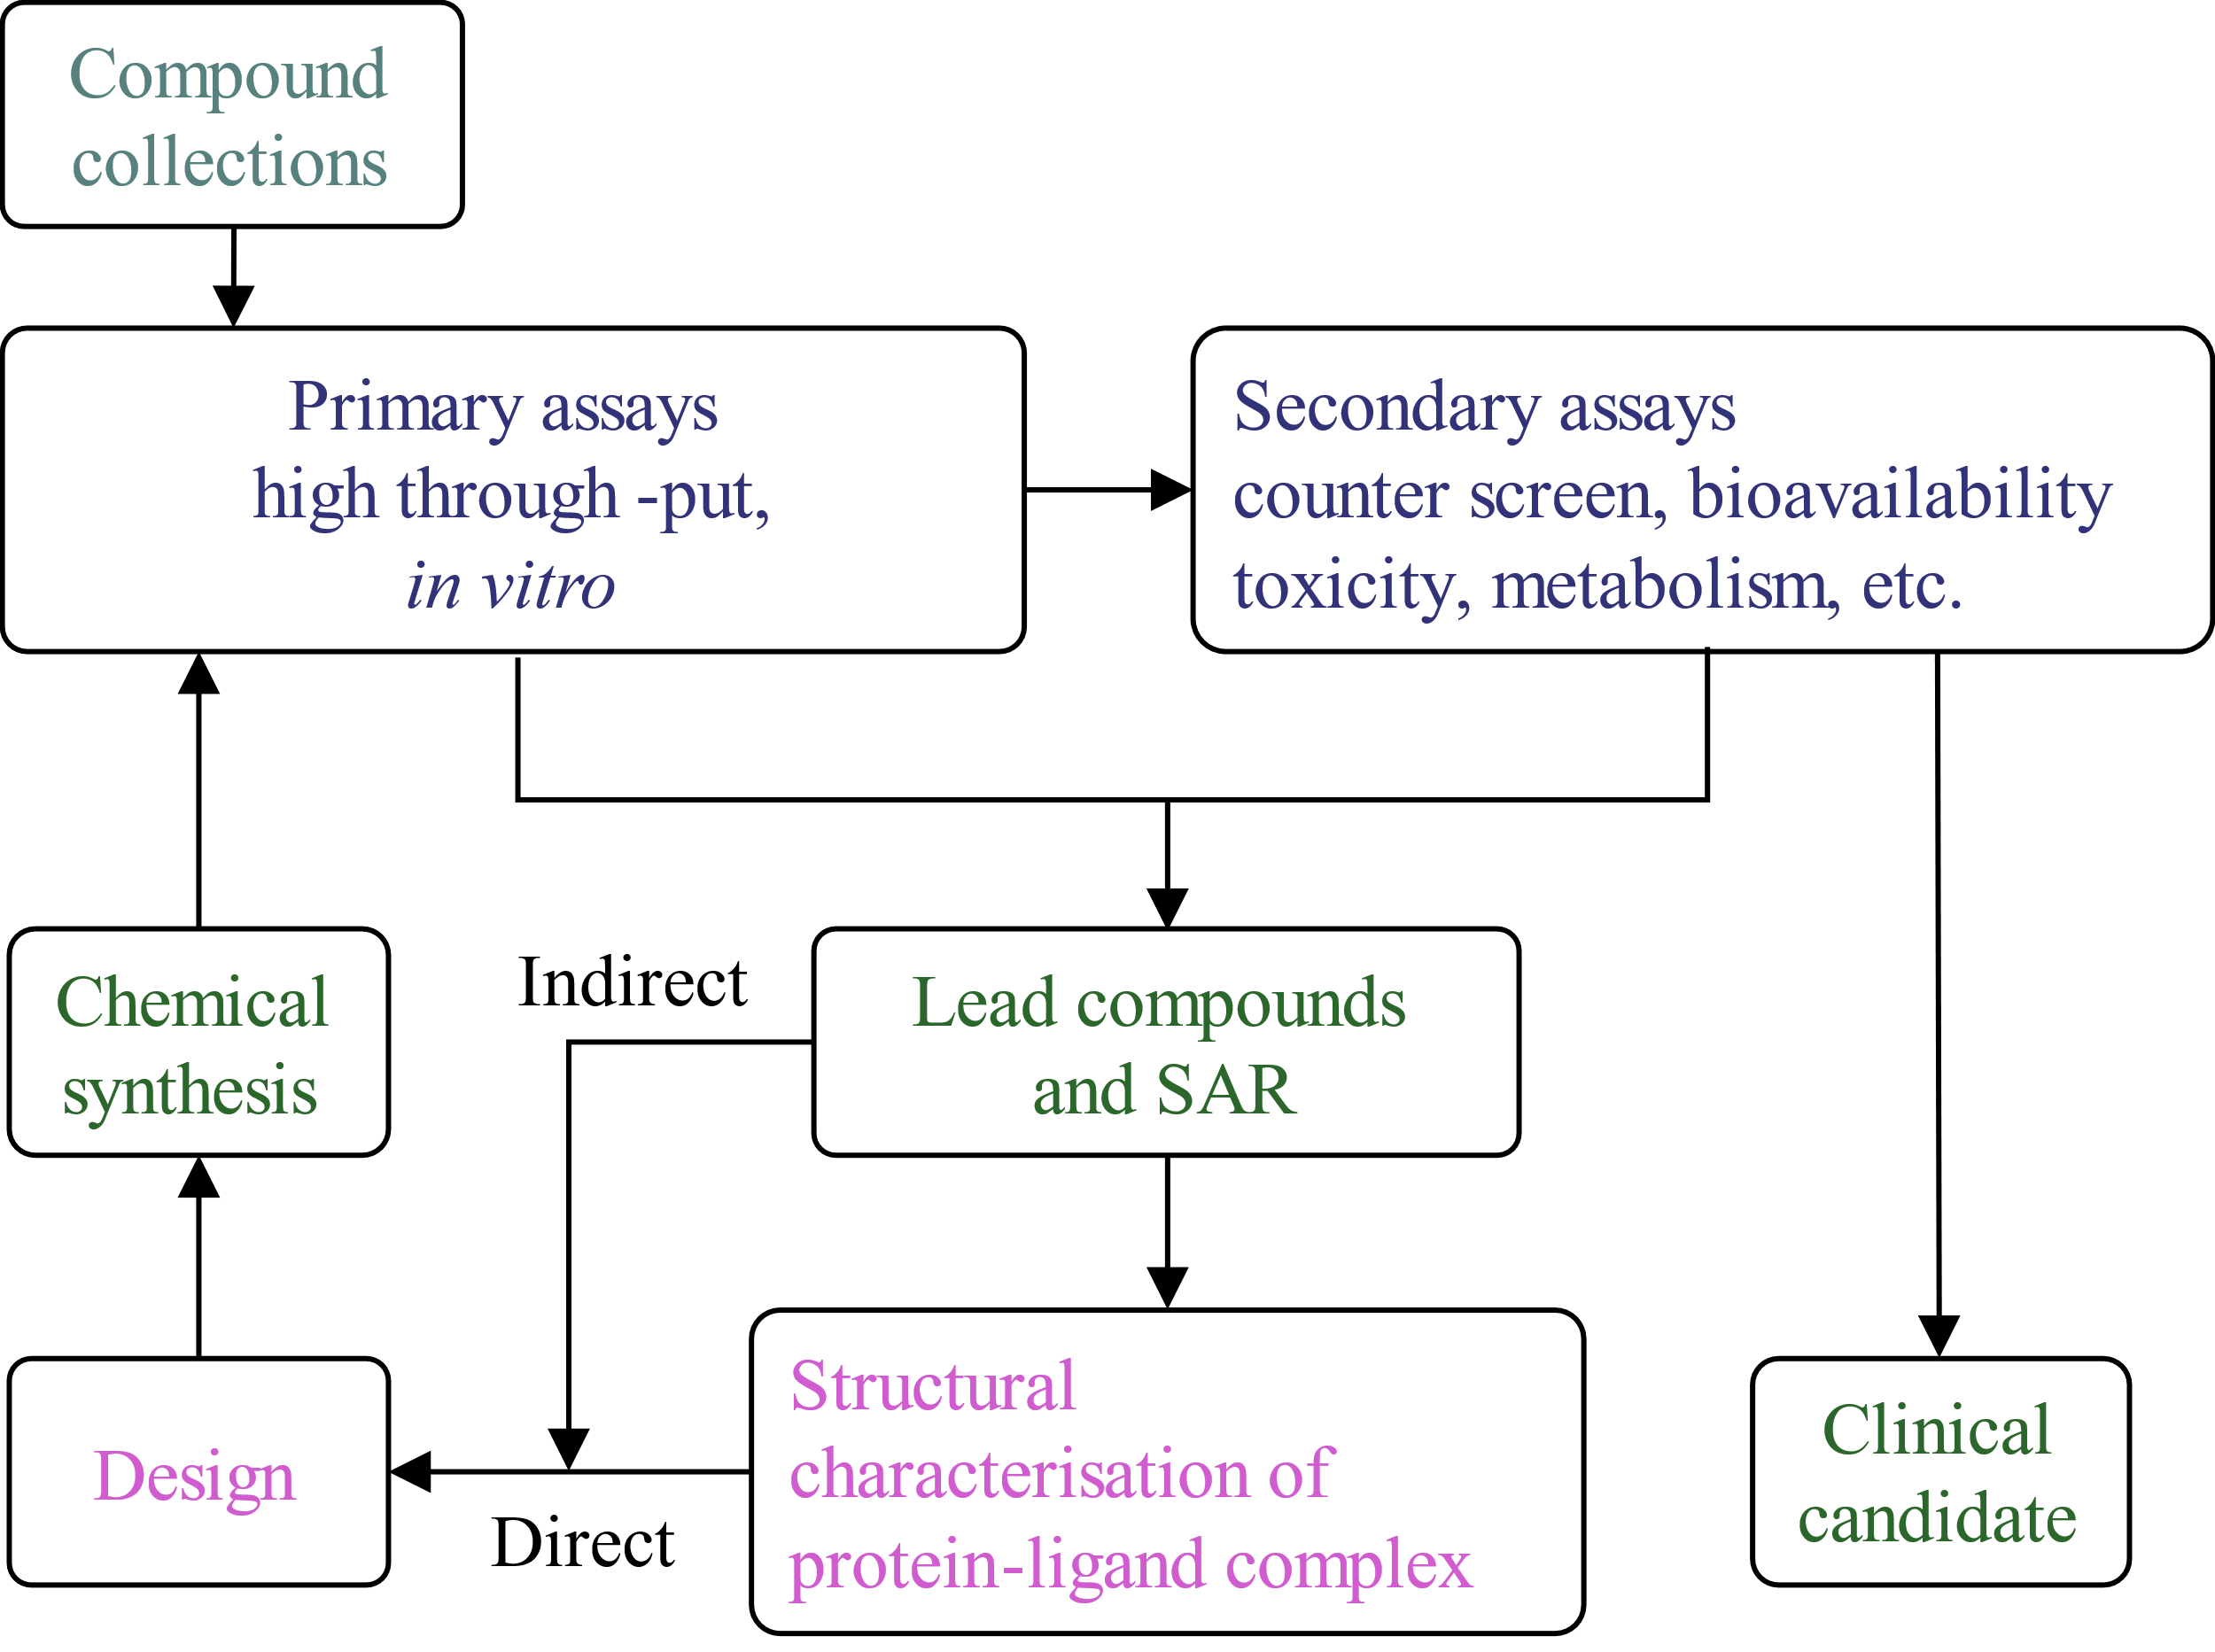 Compound
collections
Primary assays
high through -put,
in vitro
Secondary assays
counter screen, bioavailability
toxicity, metabolism, etc.
Chemical
synthesis
Indirect
Lead compounds
and SAR
Design
Direct
Structural
characterisation of
protein-ligand complex
Clinical
candidate